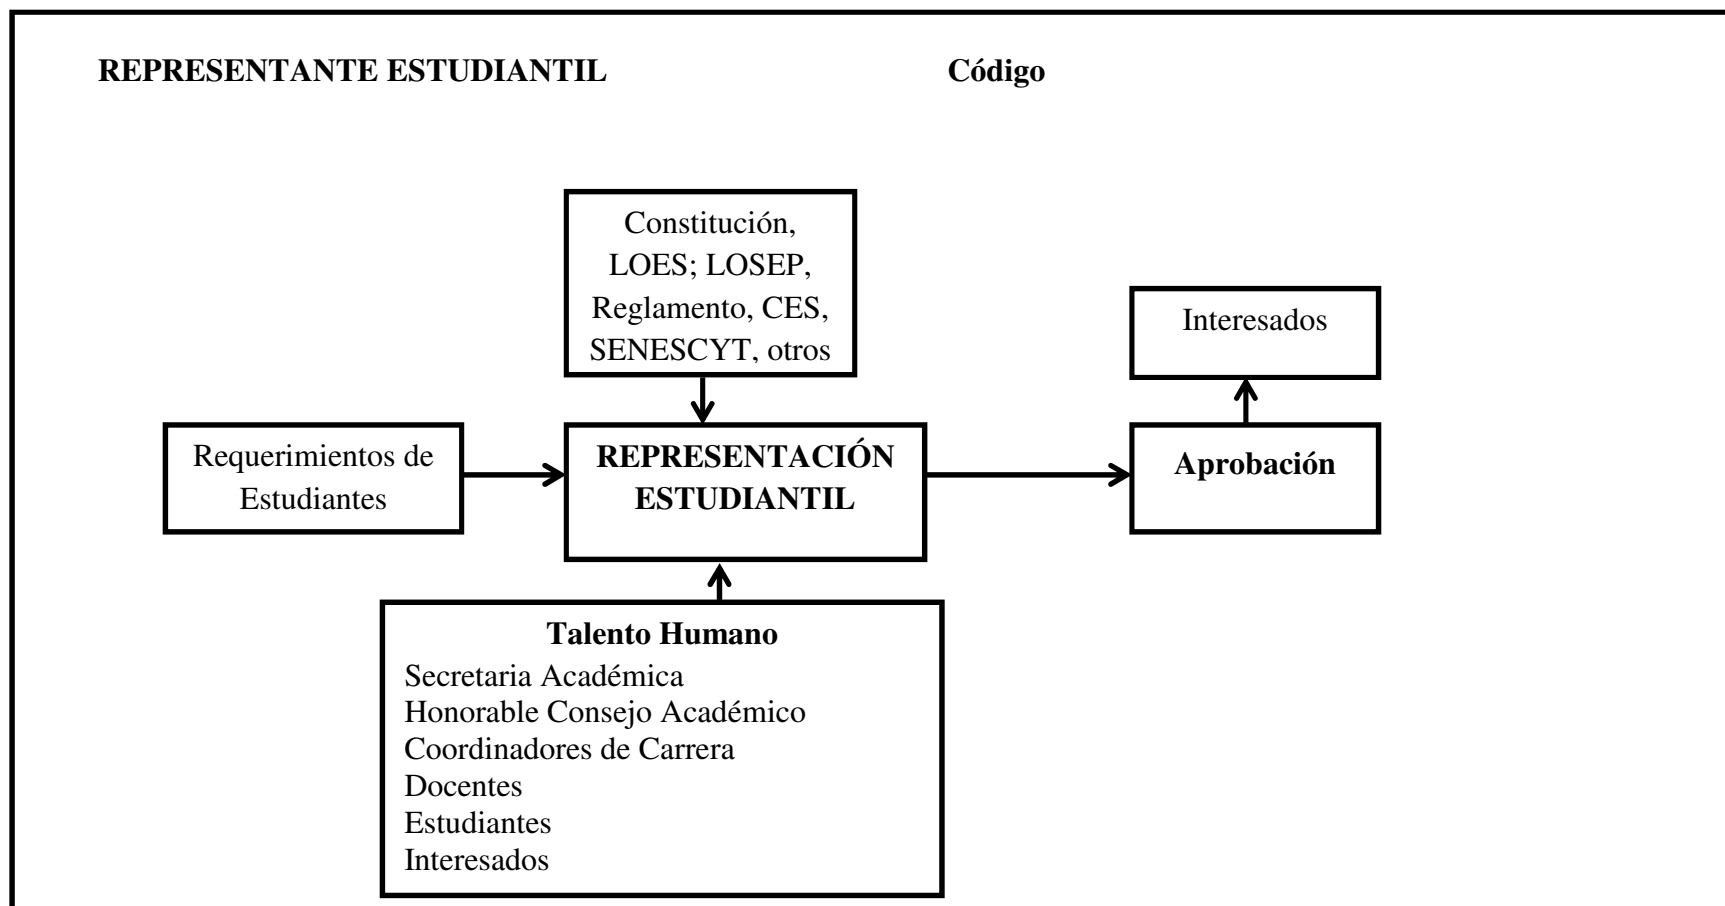 REPRESENTANTE ESTUDIANTIL Código
Constitución,
LOES; LOSEP,
Reglamento, CES,
SENESCYT, otros
Interesados
Requerimientos de
Estudiantes
REPRESENTACIÓN
ESTUDIANTIL
Aprobación
Talento Humano
Secretaria Académica
Honorable Consejo Académico
Coordinadores de Carrera
Docentes
Estudiantes
Interesados